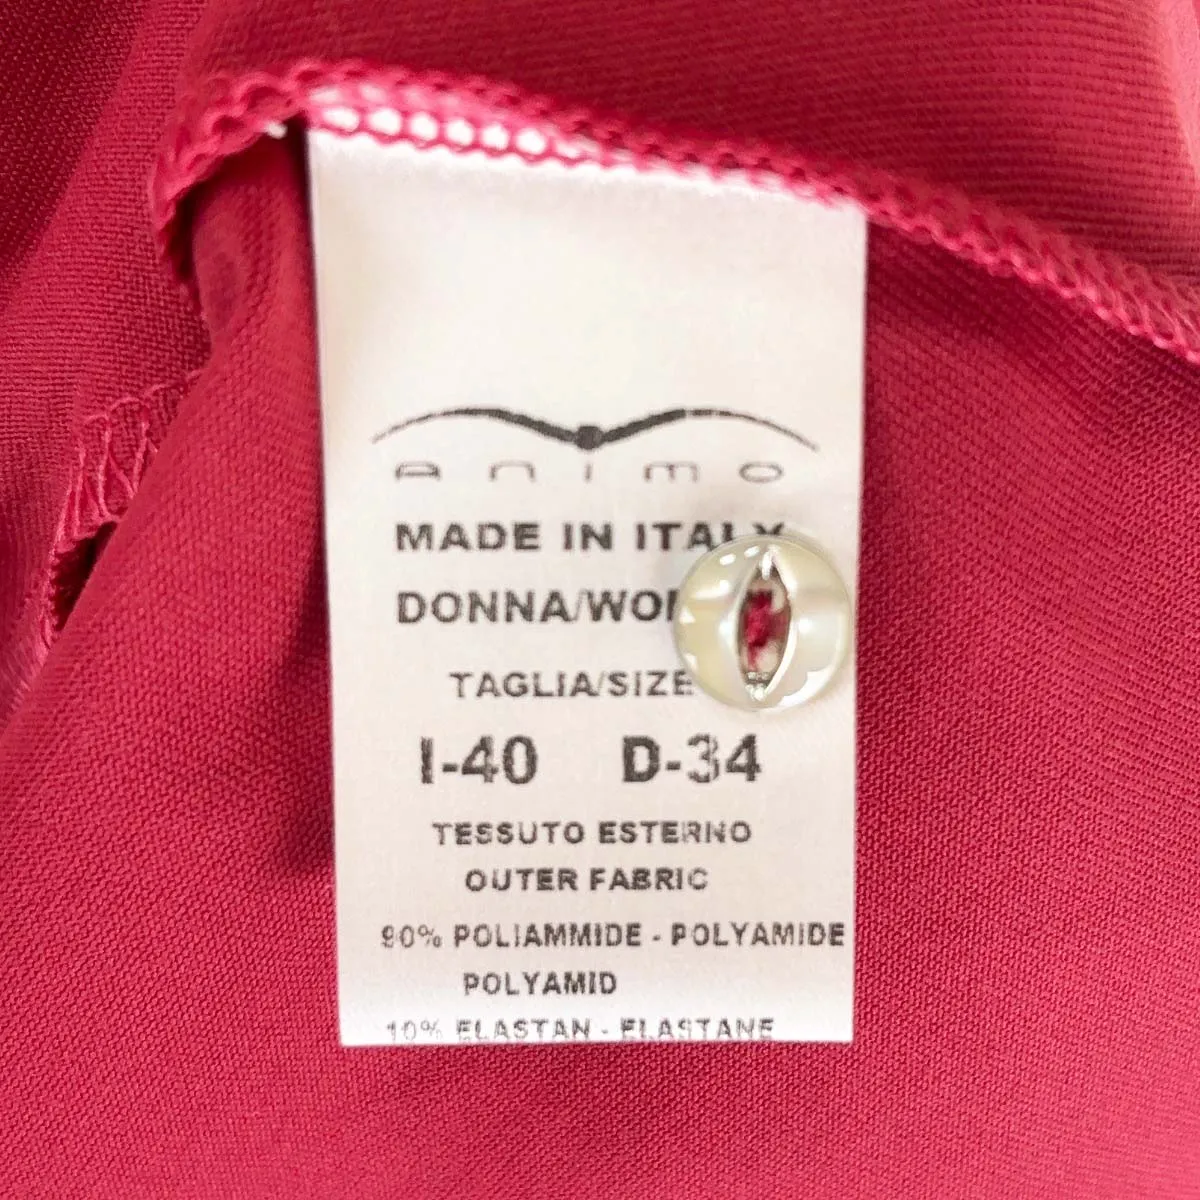 Animo
MADE IN ITALY
DONNA/WO
TAGLIA/SIZE
I-40 D-34
TESSUTO ESTERNO
OUTER FABRIC
90% POLIAMMIDE - POLYAMIDE
POLYAMID
10% ELASTAN - ELASTANE